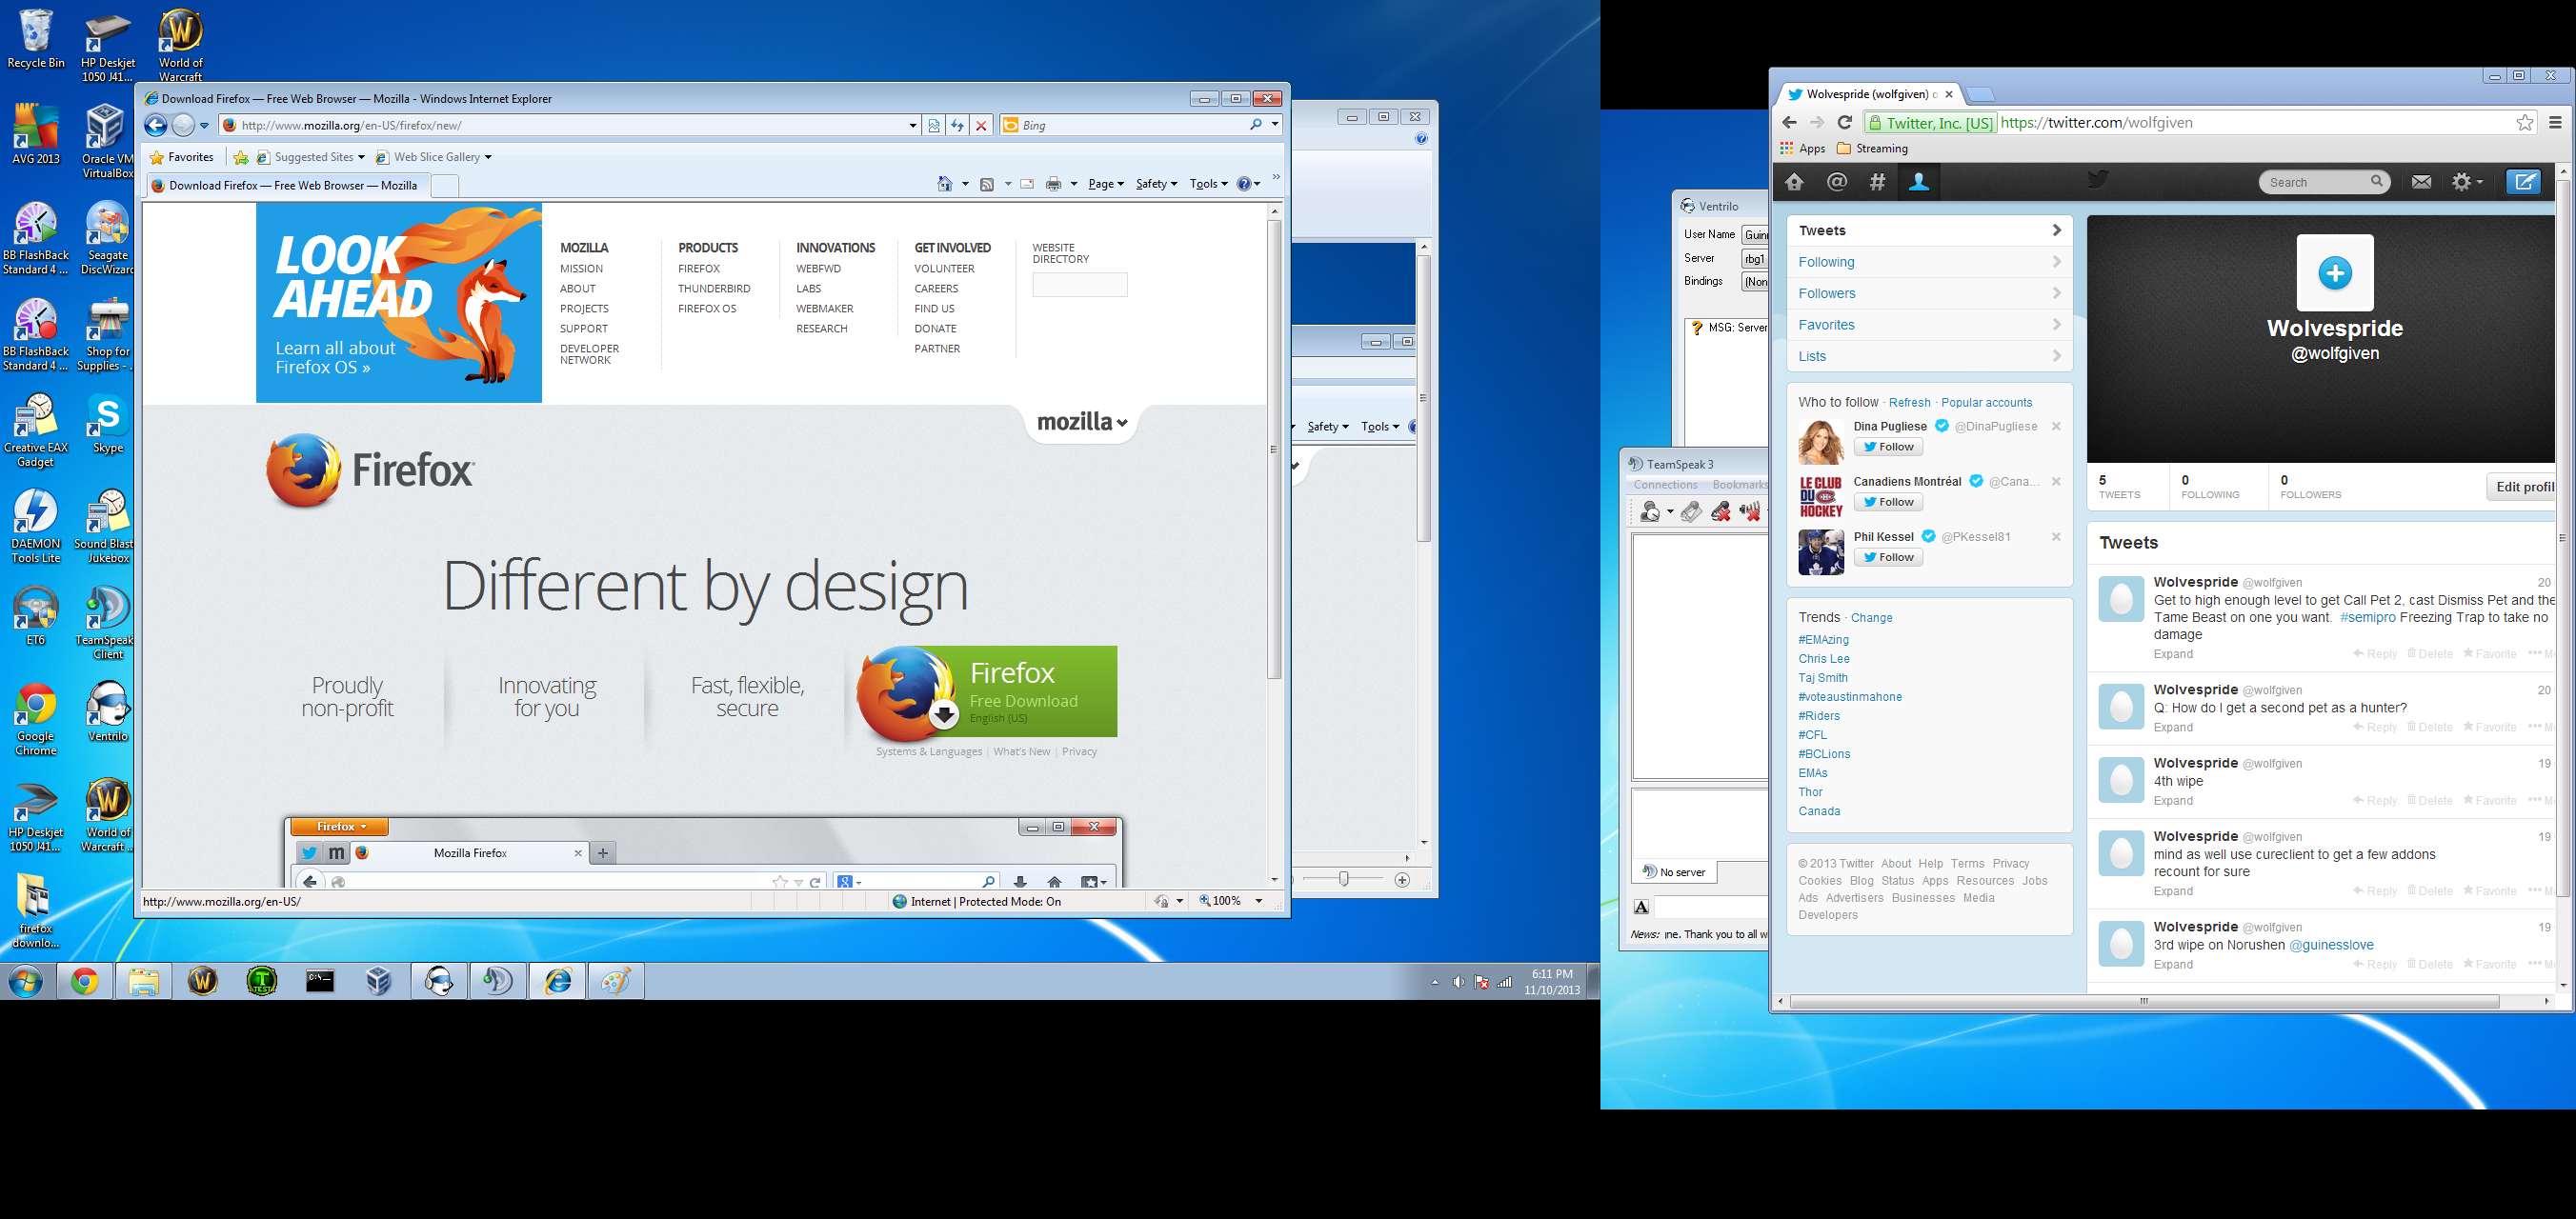 Recycle Bin
HP Deskjet
1050 J41...
World of
Warcraft
AVG 2013
Oracle VM
VirtualBox
BB FlashBack
Standard 4 ...
Seagate
DiscWizard
BB FlashBack
Standard 4 ...
Shop for
Supplies - ...
Creative EAX
Gadget
Skype
DAEMON
Tools Lite
Sound Blast
Jukebox
ET6
TeamSpeak
Client
Google
Chrome
Ventrilo
HP Deskjet
1050 J41...
World of
Warcraft ...
firefox
downlo...
Download Firefox — Free Web Browser — Mozilla - Windows Internet Explorer
http://www.mozilla.org/en-US/firefox/new/
Bing
Favorites
Suggested Sites
Web Slice Gallery
Download Firefox — Free Web Browser — Mozilla
Page
Safety
Tools
LOOK
AHEAD
Learn all about
Firefox OS »
MOZILLA
MISSION
ABOUT
PROJECTS
SUPPORT
DEVELOPER
NETWORK
PRODUCTS
FIREFOX
THUNDERBIRD
FIREFOX OS
INNOVATIONS
WEBFWD
LABS
WEBMAKER
RESEARCH
GET INVOLVED
VOLUNTEER
CAREERS
FIND US
DONATE
PARTNER
WEBSITE
DIRECTORY
mozilla
Firefox
Different by design
Proudly
non-profit
Innovating
for you
Fast, flexible,
secure
Firefox
Free Download
English (US)
Systems & Languages | What's New | Privacy
Firefox
m
Mozilla Firefox
http://www.mozilla.org/en-US/
Internet | Protected Mode: On
100%
Safety
Tools
6:11 PM
11/10/2013
Ventrilo
User Name
Guin
Server
rbg1
Bindings
(Non
MSG: Server
TeamSpeak 3
Connections
Bookmarks
No server
A
News: ne. Thank you to all w
Wolvespride (wolfgiven) o
Twitter, Inc. [US]
https://twitter.com/wolfgiven
Apps
Streaming
Search
Tweets
Following
Followers
Favorites
Lists
Who to follow · Refresh · Popular accounts
Dina Pugliese @DinaPugliese
Follow
Canadiens Montréal @Cana...
Follow
LE CLUB
DU
HOCKEY
Phil Kessel @PKessel81
Follow
Trends · Change
#EMAzing
Chris Lee
Taj Smith
#voteaustinmahone
#Riders
#CFL
#BCLions
EMAs
Thor
Canada
© 2013 Twitter About Help Terms Privacy
Cookies Blog Status Apps Resources Jobs
Ads Advertisers Businesses Media
Developers
Wolvespride
@wolfgiven
5
TWEETS
0
FOLLOWING
0
FOLLOWERS
Edit profil
Tweets
Wolvespride @wolfgiven 20
Get to high enough level to get Call Pet 2, cast Dismiss Pet and the
Tame Beast on one you want. #semipro Freezing Trap to take no
damage
Expand Reply Delete Favorite
Wolvespride @wolfgiven 20
Q: How do I get a second pet as a hunter?
Expand Reply Delete Favorite
Wolvespride @wolfgiven 19
4th wipe
Expand Reply Delete Favorite
Wolvespride @wolfgiven 19
mind as well use cureclient to get a few addons
recount for sure
Expand Reply Delete Favorite
Wolvespride @wolfgiven 19
3rd wipe on Norushen @guinesslove
Expand Reply Delete Favorite